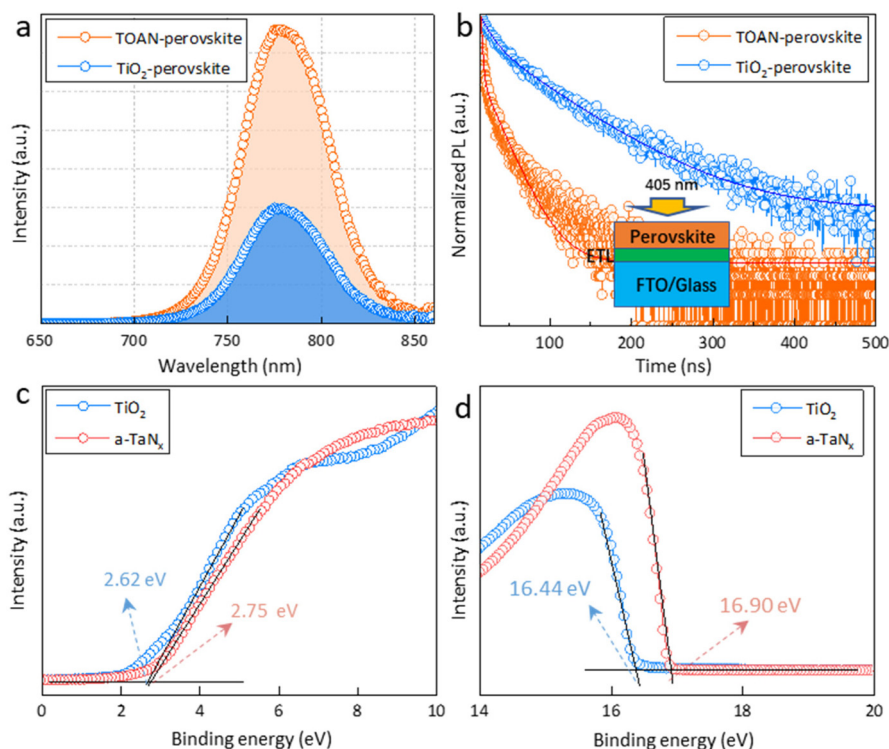 a
TOAN-perovskite
TiO₂-perovskite
Intensity (a.u.)
650
700
750
800
850
Wavelength (nm)
b
TOAN-perovskite
TiO₂-perovskite
Normalized PL (a.u.)
405 nm
Perovskite
ETL
FTO/Glass
100
200
300
400
500
Time (ns)
c
TiO₂
a-TaNₓ
Intensity (a.u.)
2.62 eV
2.75 eV
0
2
4
6
8
10
Binding energy (eV)
d
TiO₂
a-TaNₓ
Intensity (a.u.)
16.44 eV
16.90 eV
14
16
18
20
Binding energy (eV)